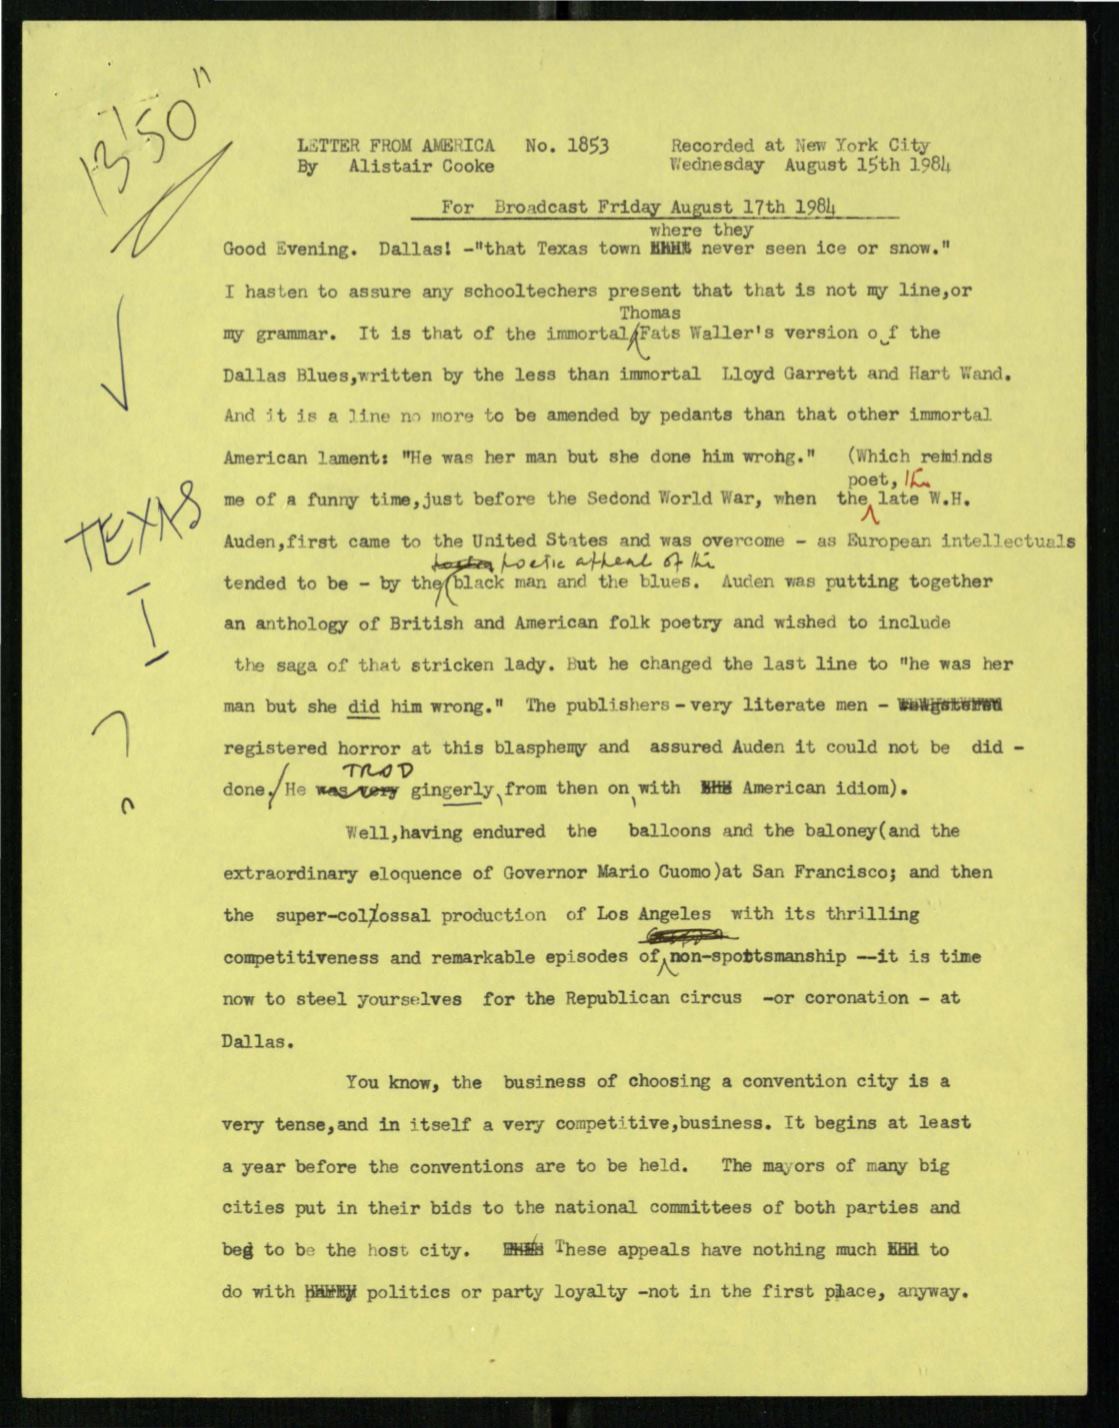 13'50"
LETTER FROM AMERICA No. 1853 Recorded at New York City
By Alistair Cooke Wednesday August 15th 1984
For Broadcast Friday August 17th 1984
where they
Good Evening. Dallas! -"that Texas town never seen ice or snow."
I hasten to assure any schooltechers present that that is not my line,or
Thomas
my grammar. It is that of the immortal Fats Waller's version o f the
Dallas Blues,written by the less than immortal Lloyd Garrett and Hart Wand.
And it is a line no more to be amended by pedants than that other immortal
American lament: "He was her man but she done him wrong." (Which reminds
poet, the
me of a funny time,just before the Second World War, when the late W.H.
TEXAS
Auden,first came to the United States and was overcome - as European intellectuals
poetic appeal of the
tended to be - by the black man and the blues. Auden was putting together
an anthology of British and American folk poetry and wished to include
I
the saga of that stricken lady. But he changed the last line to "he was her
man but she did him wrong." The publishers - very literate men -
registered horror at this blasphemy and assured Auden it could not be did -
TROD
done./He was very gingerly, from then on, with American idiom).
Well,having endured the balloons and the baloney(and the
extraordinary eloquence of Governor Mario Cuomo)at San Francisco; and then
the super-collossal production of Los Angeles with its thrilling
competitiveness and remarkable episodes of non-sportsmanship --it is time
now to steel yourselves for the Republican circus -or coronation - at
Dallas.
You know, the business of choosing a convention city is a
very tense,and in itself a very competitive,business. It begins at least
a year before the conventions are to be held. The mayors of many big
cities put in their bids to the national committees of both parties and
beg to be the host city. These appeals have nothing much to
do with politics or party loyalty -not in the first place, anyway.